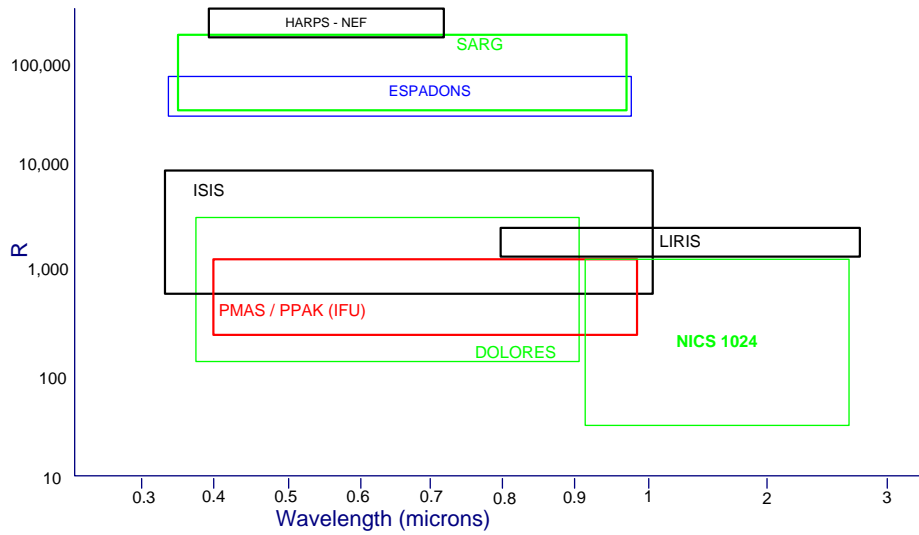 HARPS - NEF
SARG
100,000
ESPADONS
10,000
ISIS
R
LIRIS
1,000
PMAS / PPAK (IFU)
NICS 1024
DOLORES
100
10
0.3 0.4 0.5 0.6 0.7 0.8 0.9 1 2 3
Wavelength (microns)